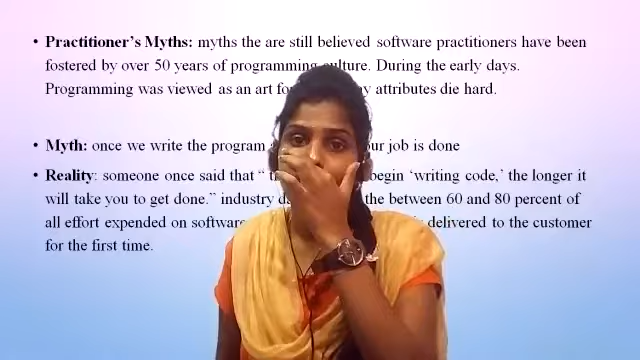 • Practitioner's Myths: myths the are still believed software practitioners have been
fostered by over 50 years of programming culture. During the early days.
Programming was viewed as an art fo y attributes die hard.
• Myth: once we write the program job is done
• Reality: someone once said that “ begin ‘writing code,’ the longer it
will take you to get done.” industry the between 60 and 80 percent of
all effort expended on software delivered to the customer
for the first time.